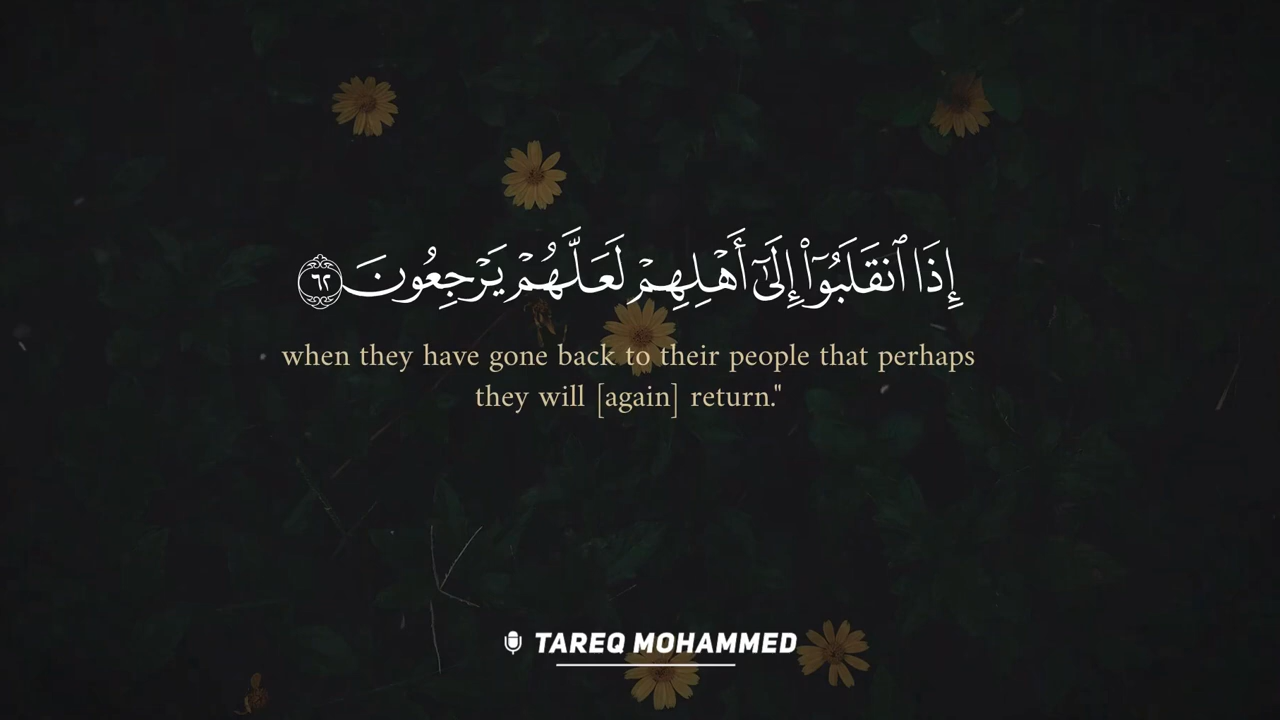 إِذَا ٱنقَلَبُوٓا۟ إِلَىٰٓ أَهْلِهِمْ لَعَلَّهُمْ يَرْجِعُونَ ٦٢
when they have gone back to their people that perhaps
they will [again] return."
TAREQ MOHAMMED